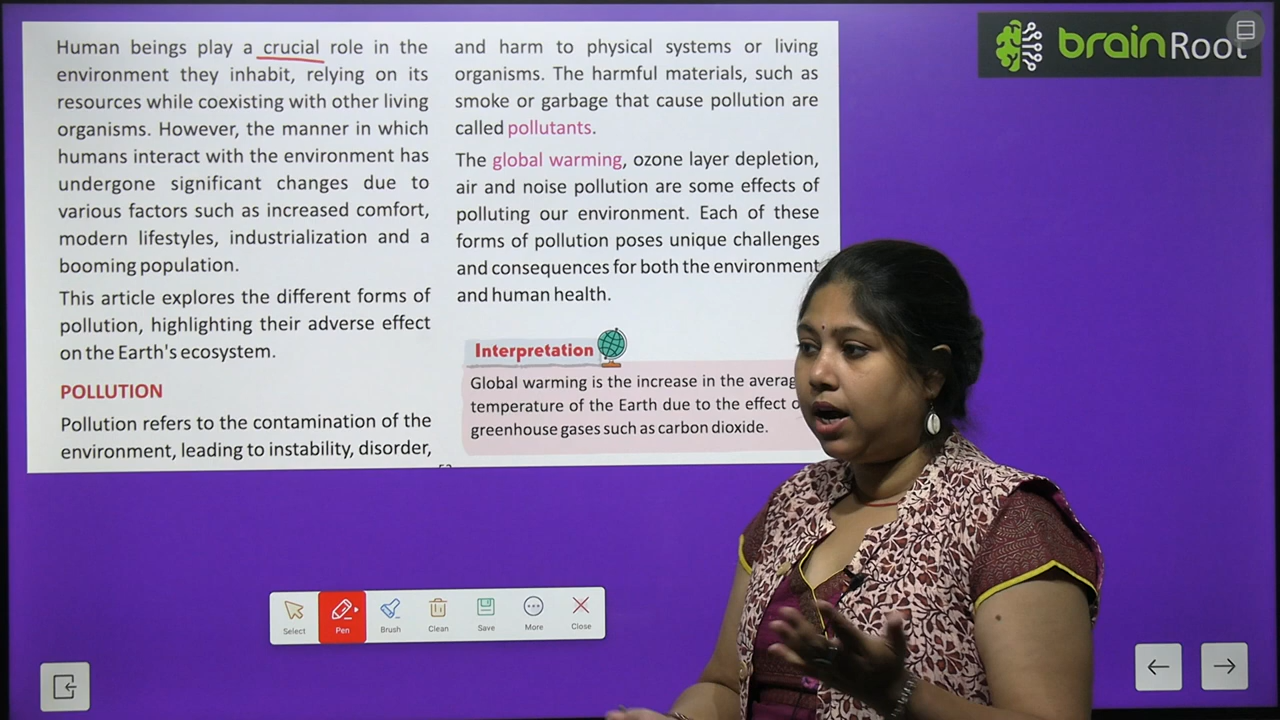 Human beings play a crucial role in the
environment they inhabit, relying on its
resources while coexisting with other living
organisms. However, the manner in which
humans interact with the environment has
undergone significant changes due to
various factors such as increased comfort,
modern lifestyles, industrialization and a
booming population.
This article explores the different forms of
pollution, highlighting their adverse effect
on the Earth's ecosystem.
POLLUTION
Pollution refers to the contamination of the
environment, leading to instability, disorder,
and harm to physical systems or living
organisms. The harmful materials, such as
smoke or garbage that cause pollution are
called pollutants.
The global warming, ozone layer depletion,
air and noise pollution are some effects of
polluting our environment. Each of these
forms of pollution poses unique challenges
and consequences for both the environment
and human health.
Interpretation
Global warming is the increase in the
temperature of the Earth due to the effect
greenhouse gases such as carbon dioxide.
brainRoot
Select
Pen
Brush
Clean
Save
More
Close